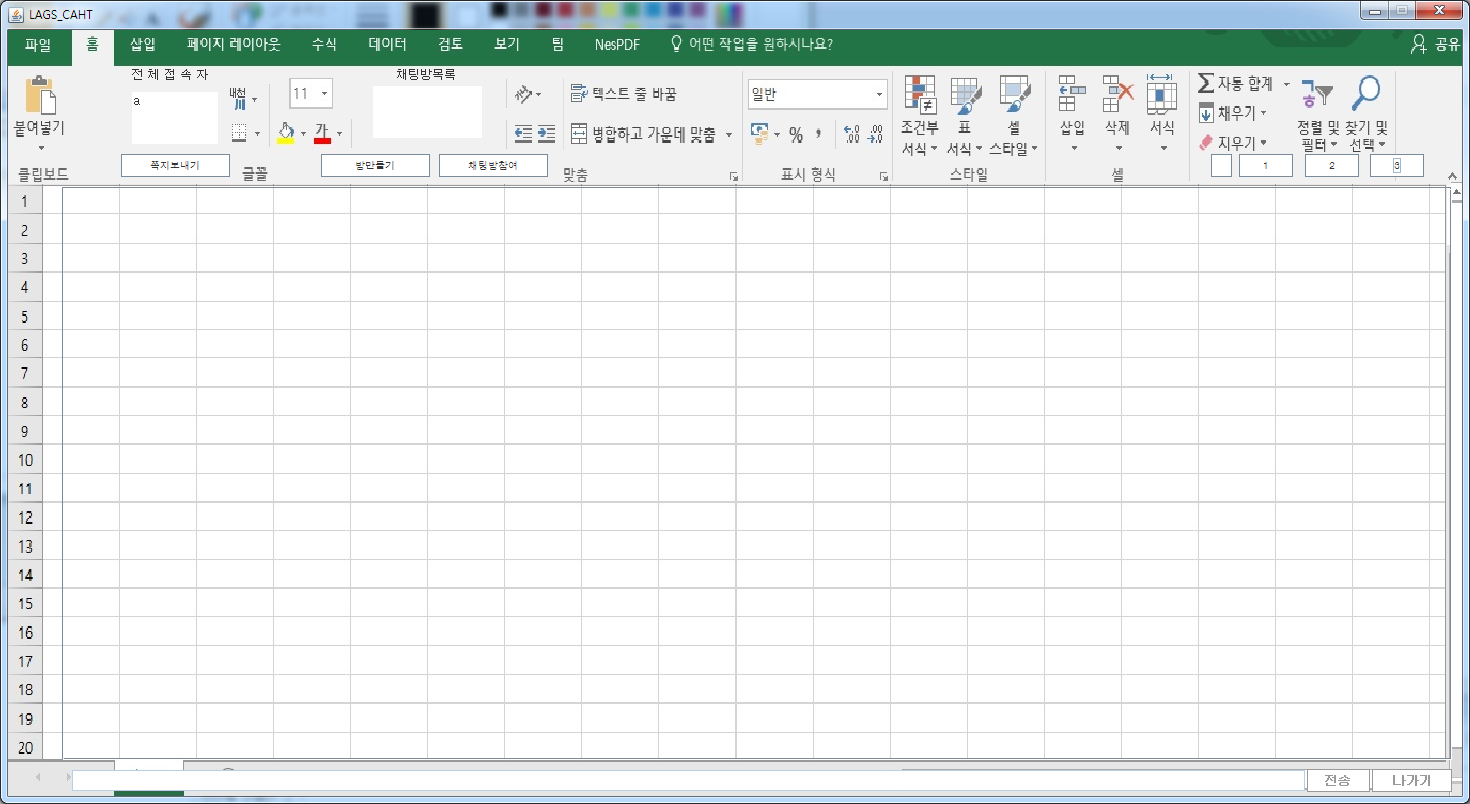 LAGS_CAHT
파일 홈 삽입 페이지 레이아웃 수식 데이터 검토 보기 팀 NesPDF 어떤 작업을 원하시나요? 공유
전 체 접 속 자
채팅방목록
a
내천
川
11
텍스트 줄 바꿈
일반
자동 합계
붙여넣기
가
병합하고 가운데 맞춤
%
조건부 서식
표 서식
셀 스타일
삽입
삭제
서식
채우기
지우기
정렬 및 필터
찾기 및 선택
쪽지보내기
방만들기
채팅방참여
1
2
3
클립보드
글꼴
맞춤
표시 형식
스타일
셀
1
2
3
4
5
6
7
8
9
10
11
12
13
14
15
16
17
18
19
20
전송
나가기